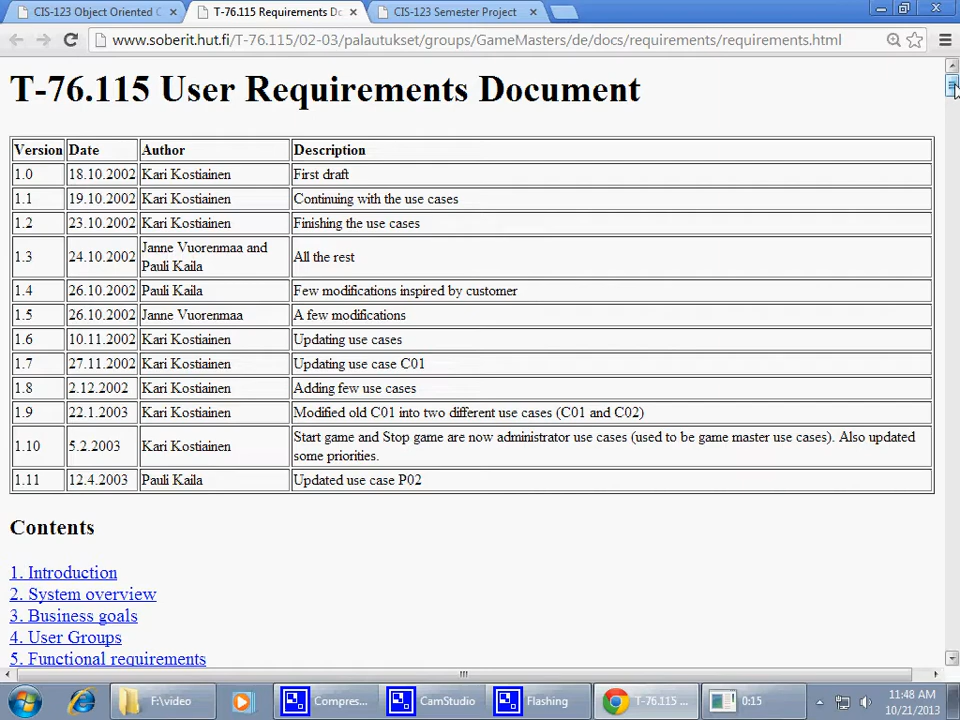 CIS-123 Object Oriented C
T-76.115 Requirements Do
CIS-123 Semester Project
www.soberit.hut.fi/T-76.115/02-03/palautukset/groups/GameMasters/de/docs/requirements/requirements.html
T-76.115 User Requirements Document
Version Date Author Description
1.0 18.10.2002 Kari Kostiainen First draft
1.1 19.10.2002 Kari Kostiainen Continuing with the use cases
1.2 23.10.2002 Kari Kostiainen Finishing the use cases
1.3 24.10.2002 Janne Vuorenmaa and Pauli Kaila All the rest
1.4 26.10.2002 Pauli Kaila Few modifications inspired by customer
1.5 26.10.2002 Janne Vuorenmaa A few modifications
1.6 10.11.2002 Kari Kostiainen Updating use cases
1.7 27.11.2002 Kari Kostiainen Updating use case C01
1.8 2.12.2002 Kari Kostiainen Adding few use cases
1.9 22.1.2003 Kari Kostiainen Modified old C01 into two different use cases (C01 and C02)
1.10 5.2.2003 Kari Kostiainen Start game and Stop game are now administrator use cases (used to be game master use cases). Also updated
some priorities.
1.11 12.4.2003 Pauli Kaila Updated use case P02
Contents
1. Introduction
2. System overview
3. Business goals
4. User Groups
5. Functional requirements
F:\video
Compres...
CamStudio
Flashing
T-76.115 ...
0:15
11:48 AM
10/21/2013